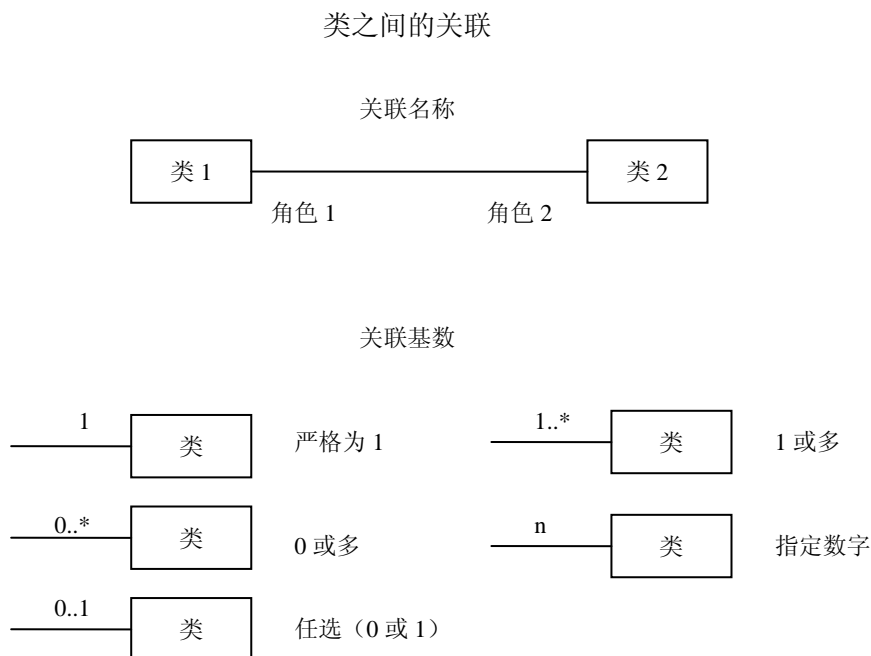 类之间的关联
关联名称
类 1
类 2
角色 1
角色 2
关联基数
1
类
严格为 1
1..*
类
1 或多
0..*
类
0 或多
n
类
指定数字
0..1
类
任选（0 或 1）